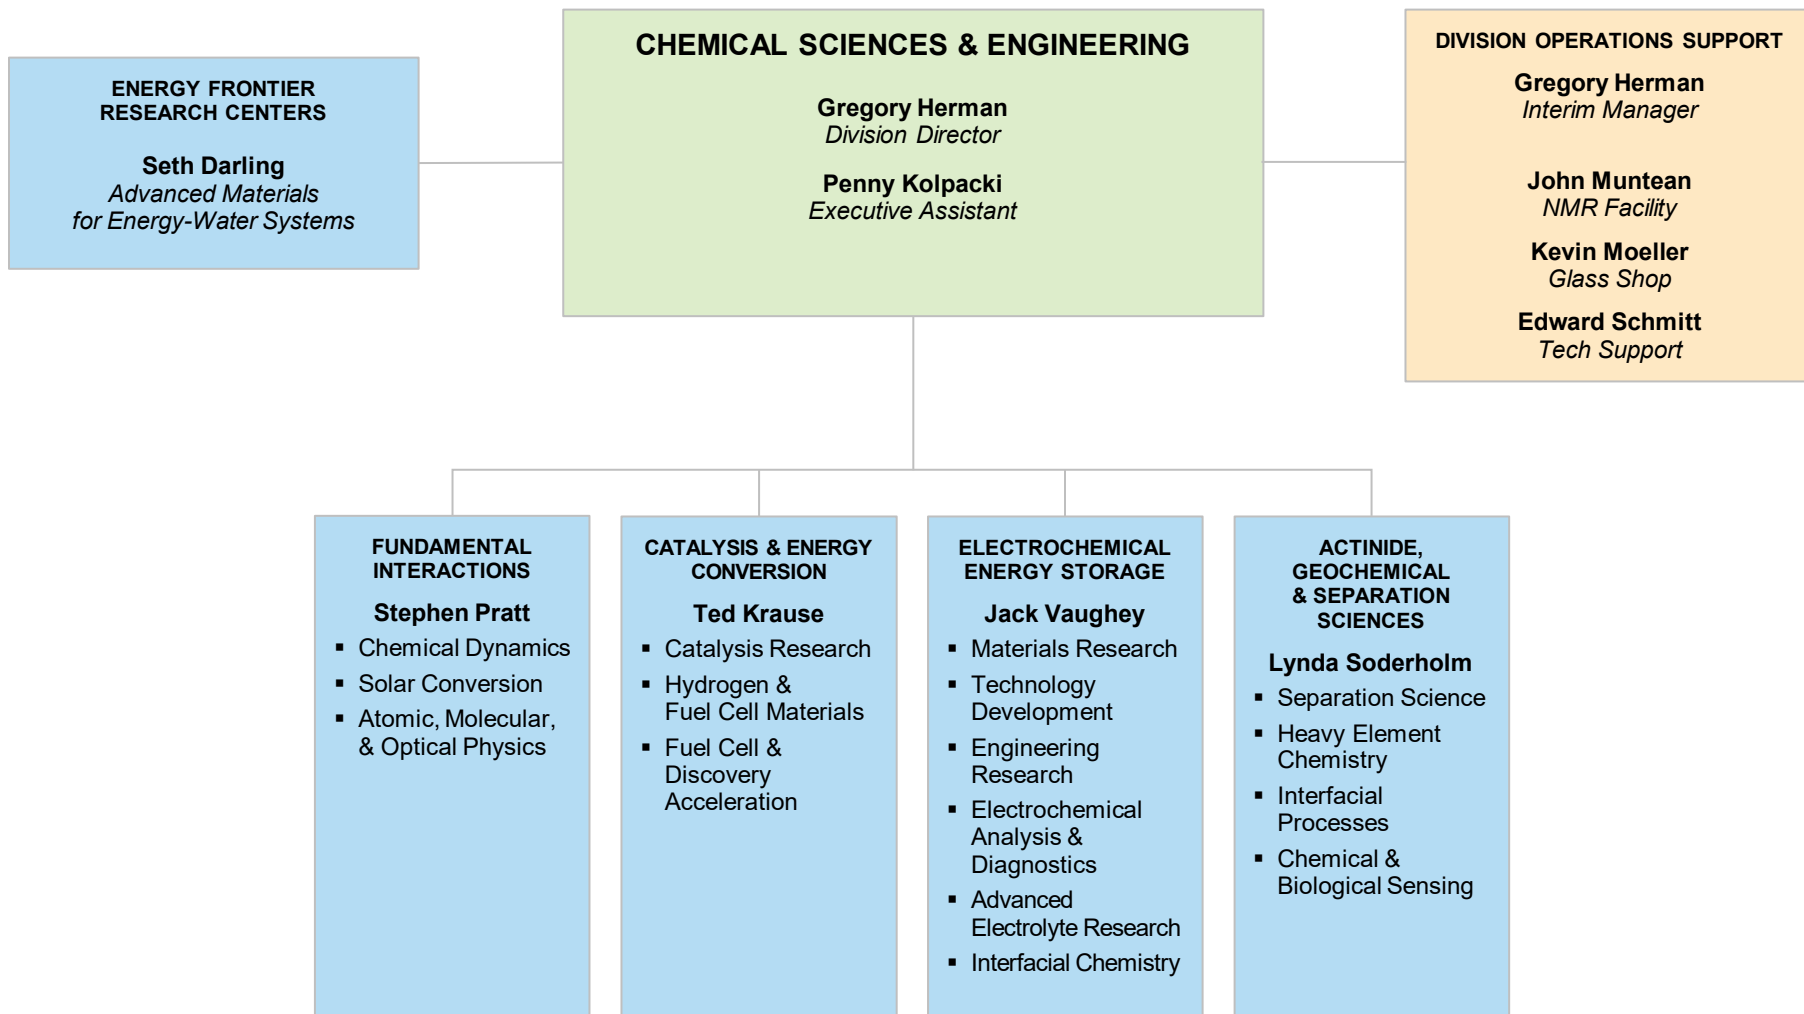 CHEMICAL SCIENCES & ENGINEERING
Gregory Herman
Division Director
Penny Kolpacki
Executive Assistant
ENERGY FRONTIER
RESEARCH CENTERS
Seth Darling
Advanced Materials
for Energy-Water Systems
DIVISION OPERATIONS SUPPORT
Gregory Herman
Interim Manager
John Muntean
NMR Facility
Kevin Moeller
Glass Shop
Edward Schmitt
Tech Support
FUNDAMENTAL
INTERACTIONS
Stephen Pratt
▪ Chemical Dynamics
▪ Solar Conversion
▪ Atomic, Molecular,
& Optical Physics
CATALYSIS & ENERGY
CONVERSION
Ted Krause
▪ Catalysis Research
▪ Hydrogen &
Fuel Cell Materials
▪ Fuel Cell &
Discovery
Acceleration
ELECTROCHEMICAL
ENERGY STORAGE
Jack Vaughey
▪ Materials Research
▪ Technology
Development
▪ Engineering
Research
▪ Electrochemical
Analysis &
Diagnostics
▪ Advanced
Electrolyte Research
▪ Interfacial Chemistry
ACTINIDE,
GEOCHEMICAL
& SEPARATION
SCIENCES
Lynda Soderholm
▪ Separation Science
▪ Heavy Element
Chemistry
▪ Interfacial
Processes
▪ Chemical &
Biological Sensing